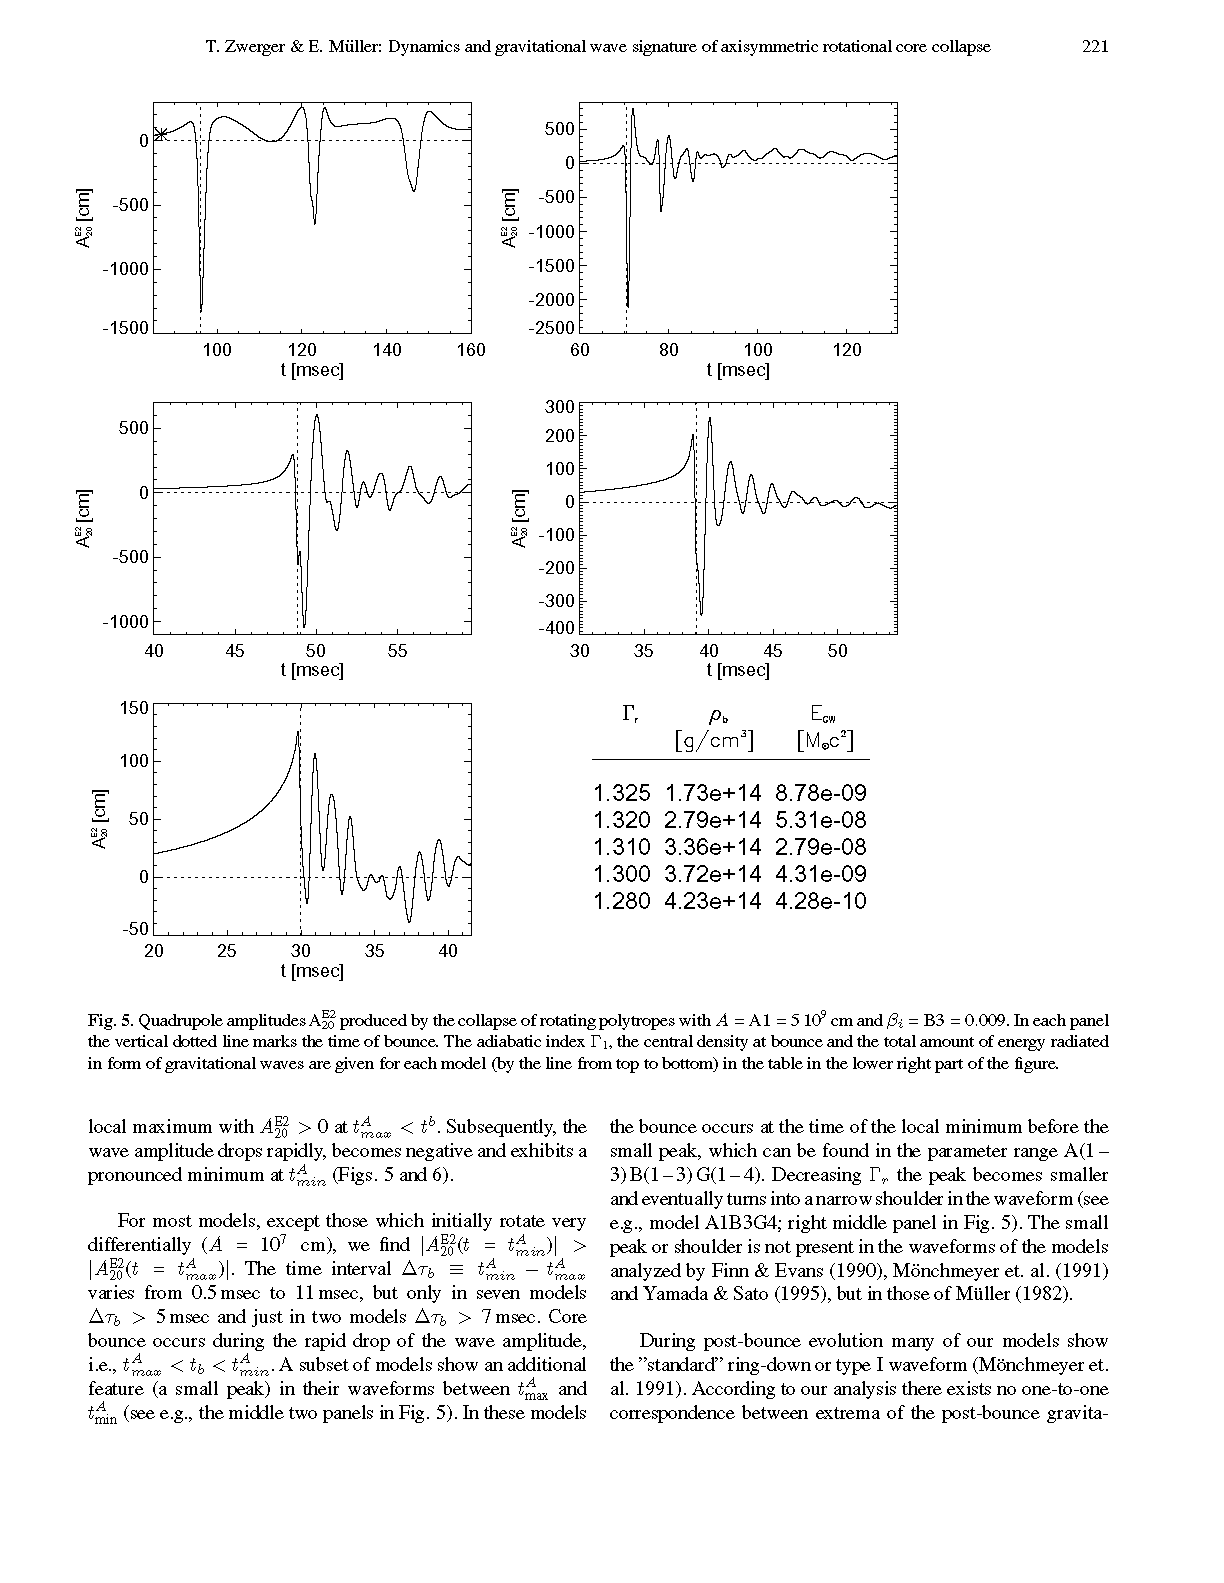 T. Zwerger & E. Müller: Dynamics and gravitational wave signature of axisymmetric rotational core collapse 221
0
-500
-1000
-1500
100 120 140 160
t [msec]
A^E2_20 [cm]
500
0
-500
-1000
-1500
-2000
-2500
60 80 100 120
t [msec]
A^E2_20 [cm]
500
0
-500
-1000
40 45 50 55
t [msec]
A^E2_20 [cm]
300
200
100
0
-100
-200
-300
-400
30 35 40 45 50
t [msec]
A^E2_20 [cm]
150
100
50
0
-50
20 25 30 35 40
t [msec]
A^E2_20 [cm]
Γ_r ρ_b E_GW
[g/cm³] [M⊙c²]
1.325 1.73e+14 8.78e-09
1.320 2.79e+14 5.31e-08
1.310 3.36e+14 2.79e-08
1.300 3.72e+14 4.31e-09
1.280 4.23e+14 4.28e-10
Fig. 5. Quadrupole amplitudes A^E2_20 produced by the collapse of rotating polytropes with A = A1 = 5 10⁹ cm and β_i = B3 = 0.009. In each panel
the vertical dotted line marks the time of bounce. The adiabatic index Γ₁, the central density at bounce and the total amount of energy radiated
in form of gravitational waves are given for each model (by the line from top to bottom) in the table in the lower right part of the figure.
local maximum with A^E2_20 > 0 at t^A_max < t^b. Subsequently, the
wave amplitude drops rapidly, becomes negative and exhibits a
pronounced minimum at t^A_min (Figs. 5 and 6).
For most models, except those which initially rotate very
differentially (A = 10⁷ cm), we find |A^E2_20(t = t^A_min)| >
|A^E2_20(t = t^A_max)|. The time interval Δτ_b ≡ t^A_min − t^A_max
varies from 0.5 msec to 11 msec, but only in seven models
Δτ_b > 5 msec and just in two models Δτ_b > 7 msec. Core
bounce occurs during the rapid drop of the wave amplitude,
i.e., t^A_max < t_b < t^A_min. A subset of models show an additional
feature (a small peak) in their waveforms between t^A_max and
t^A_min (see e.g., the middle two panels in Fig. 5). In these models
the bounce occurs at the time of the local minimum before the
small peak, which can be found in the parameter range A(1 –
3) B(1 – 3) G(1 – 4). Decreasing Γ_r the peak becomes smaller
and eventually turns into a narrow shoulder in the waveform (see
e.g., model A1B3G4; right middle panel in Fig. 5). The small
peak or shoulder is not present in the waveforms of the models
analyzed by Finn & Evans (1990), Mönchmeyer et. al. (1991)
and Yamada & Sato (1995), but in those of Müller (1982).
During post-bounce evolution many of our models show
the ”standard” ring-down or type I waveform (Mönchmeyer et.
al. 1991). According to our analysis there exists no one-to-one
correspondence between extrema of the post-bounce gravita-